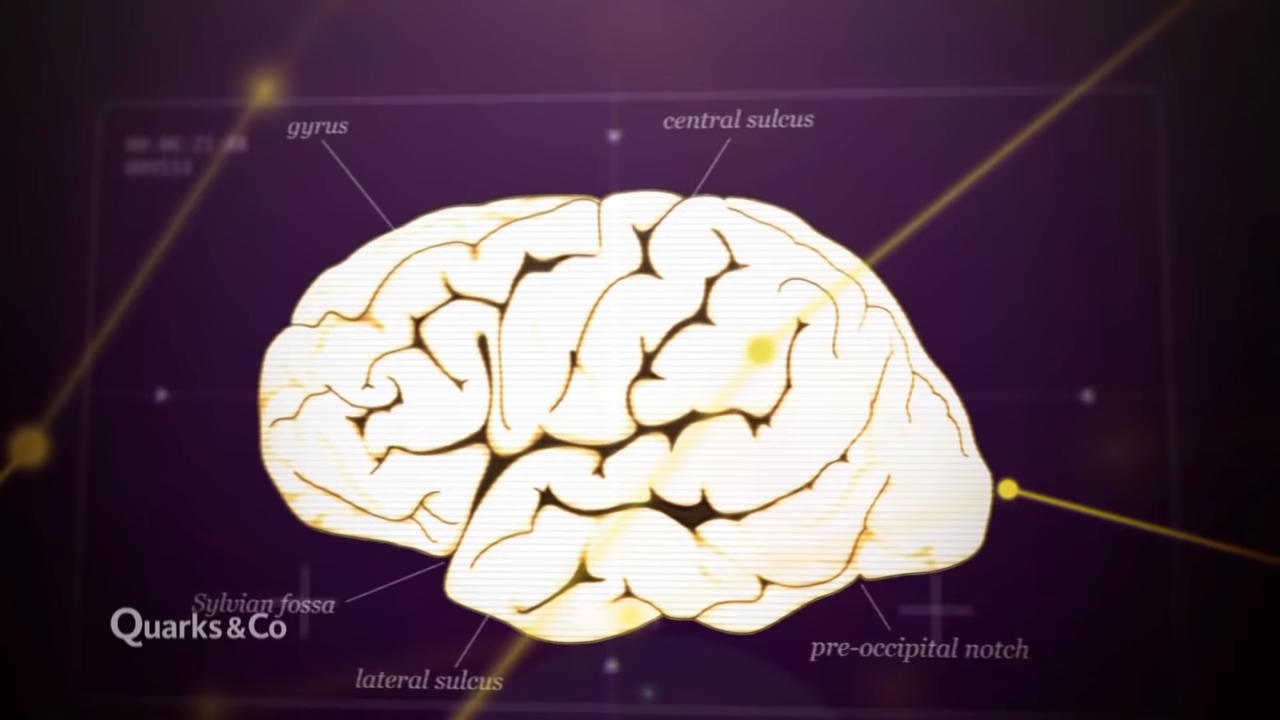 gyrus
central sulcus
Sylvian fossa
Quarks&Co
pre-occipital notch
lateral sulcus